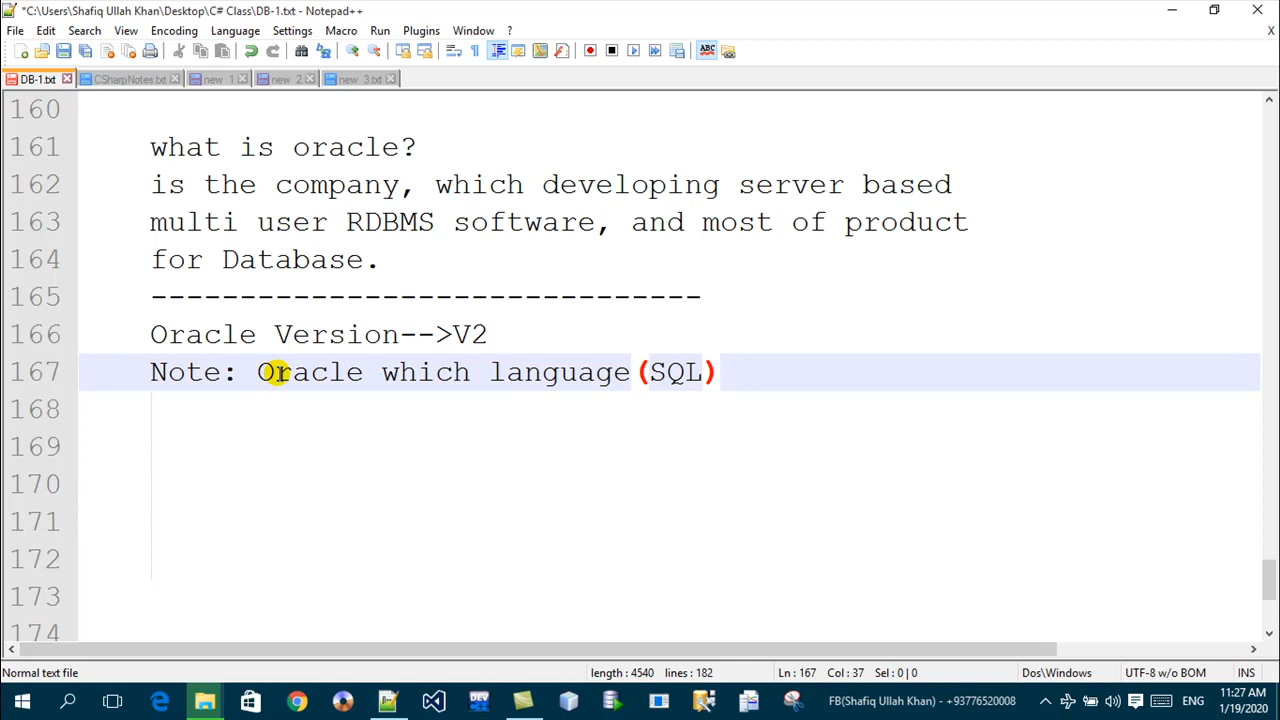 *C:\Users\Shafiq Ullah Khan\Desktop\C# Class\DB-1.txt - Notepad++
File Edit Search View Encoding Language Settings Macro Run Plugins Window ? X
ABC
DB-1.txt CSharpNotes.txt new 1 new 2 new 3.txt
160
161 what is oracle?
162 is the company, which developing server based
163 multi user RDBMS software, and most of product
164 for Database.
165 -------------------------------
166 Oracle Version-->V2
167 Note: Oracle which language(SQL)
168
169
170
171
172
173
174
Normal text file length : 4540 lines : 182 Ln : 167 Col : 37 Sel : 0 | 0 Dos\Windows UTF-8 w/o BOM INS
DEV FB(Shafiq Ullah Khan) - +93776520008 ENG 11:27 AM
1/19/2020